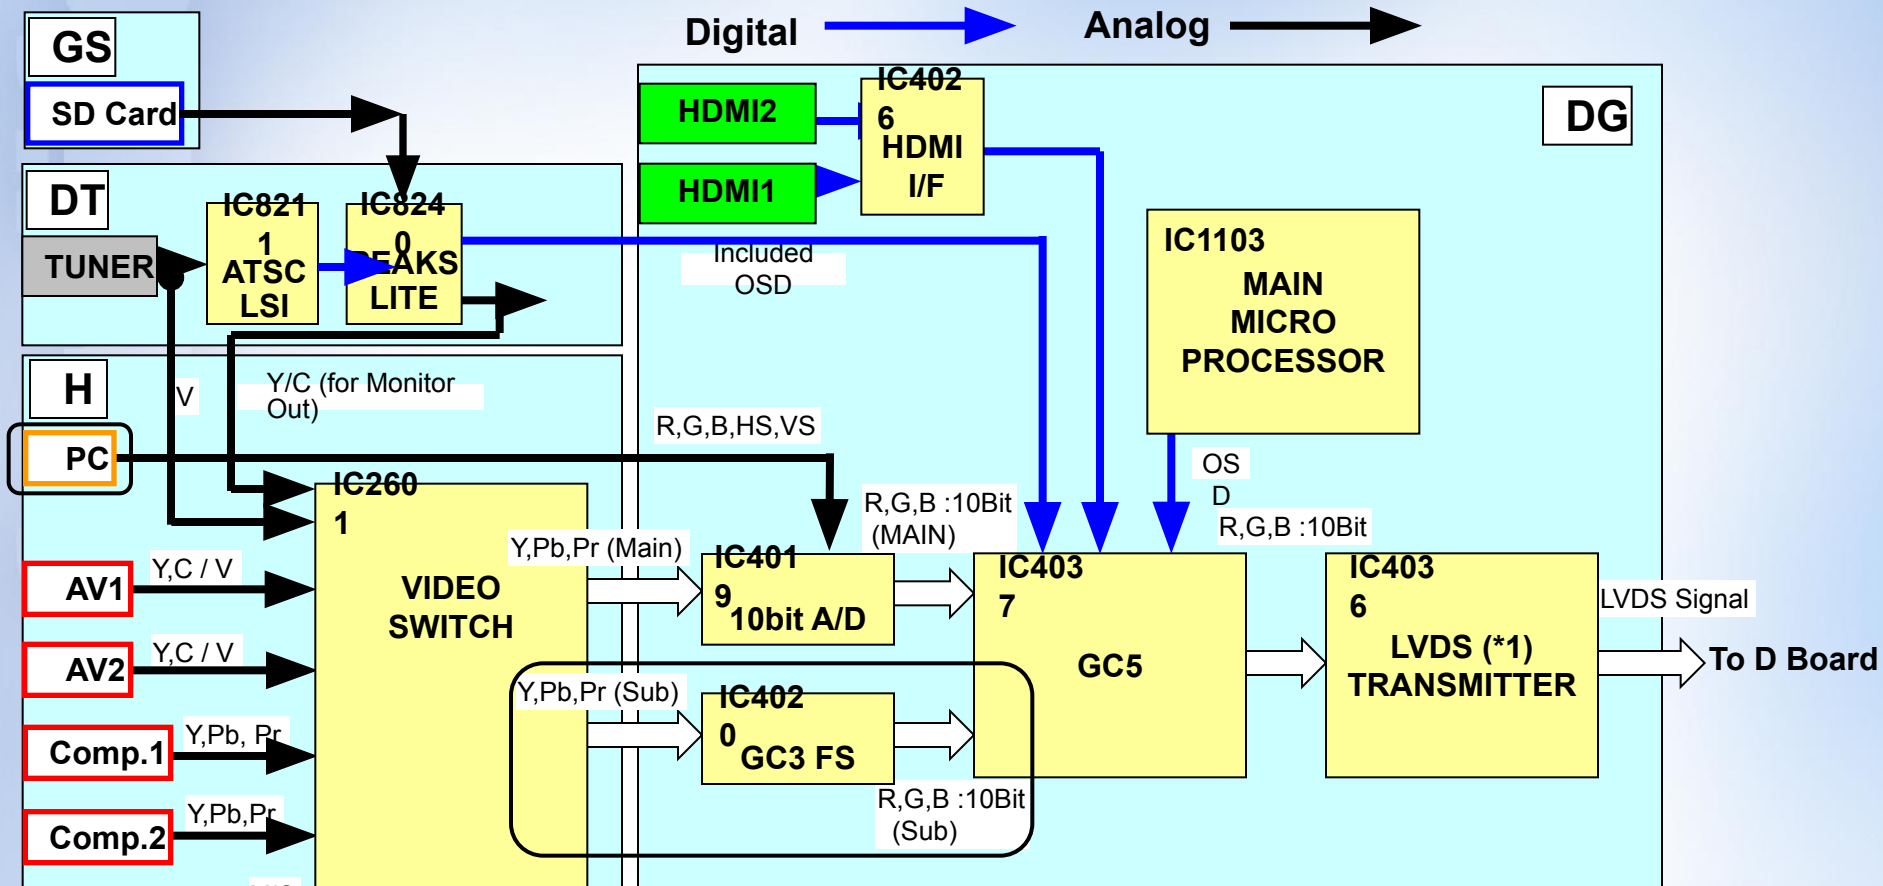 Digital
Analog
GS
SD Card
DT
TUNER
IC821
1
ATSC
LSI
IC824
0
PEAKS
LITE
HDMI2
HDMI1
IC402
6
HDMI
I/F
DG
Included
OSD
IC1103
MAIN
MICRO
PROCESSOR
H
V
Y/C (for Monitor
Out)
PC
R,G,B,HS,VS
OS
D
R,G,B :10Bit
(MAIN)
R,G,B :10Bit
IC260
1
VIDEO
SWITCH
AV1
Y,C / V
AV2
Y,C / V
Comp.1
Y,Pb, Pr
Comp.2
Y,Pb,Pr
Y,Pb,Pr (Main)
IC401
9
10bit A/D
Y,Pb,Pr (Sub)
IC402
0
GC3 FS
R,G,B :10Bit
(Sub)
IC403
7
GC5
IC403
6
LVDS (*1)
TRANSMITTER
LVDS Signal
To D Board